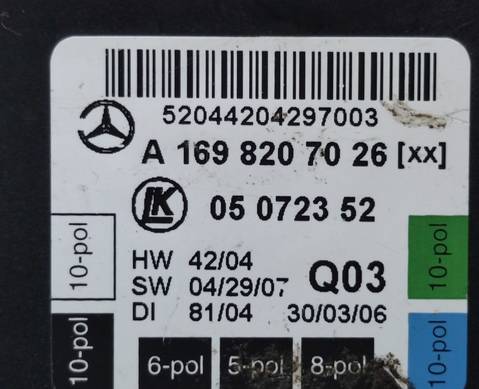 52044204297003
A 169 820 70 26 [xx]
LK 05 0723 52
HW 42/04
SW 04/29/07 Q03
DI 81/04 30/03/06
10-pol 10-pol
10-pol 6-pol 5-pol 8-pol 10-pol